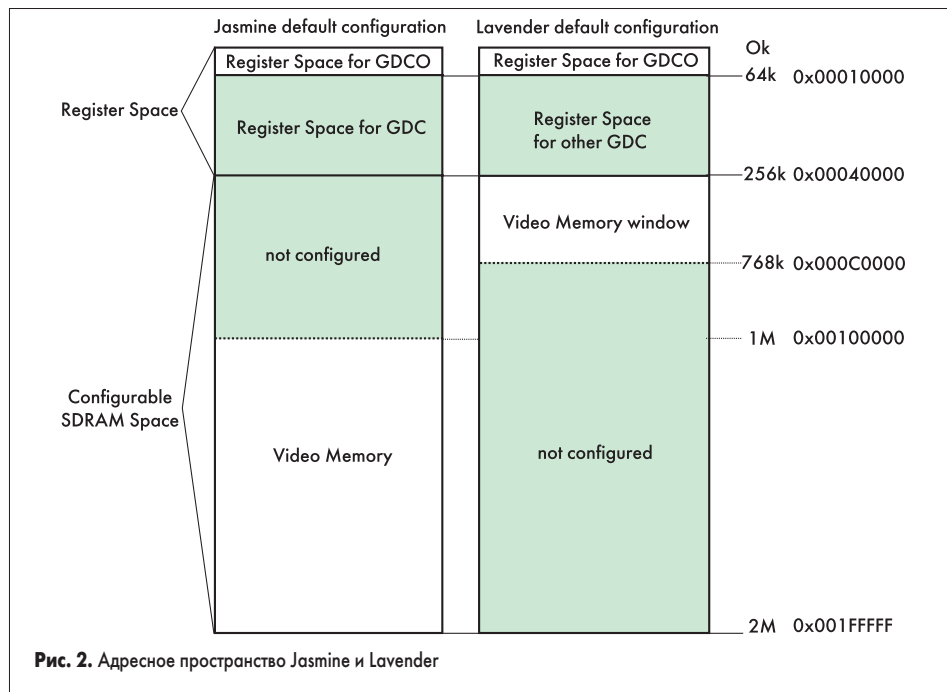 Jasmine default configuration
Lavender default configuration
Ok
Register Space for GDCO
Register Space for GDCO
64k 0x00010000
Register Space
Register Space for GDC
Register Space
for other GDC
256k 0x00040000
Video Memory window
not configured
768k 0x000C0000
1M 0x00100000
Configurable
SDRAM Space
Video Memory
not configured
2M 0x001FFFFF
Рис. 2. Адресное пространство Jasmine и Lavender